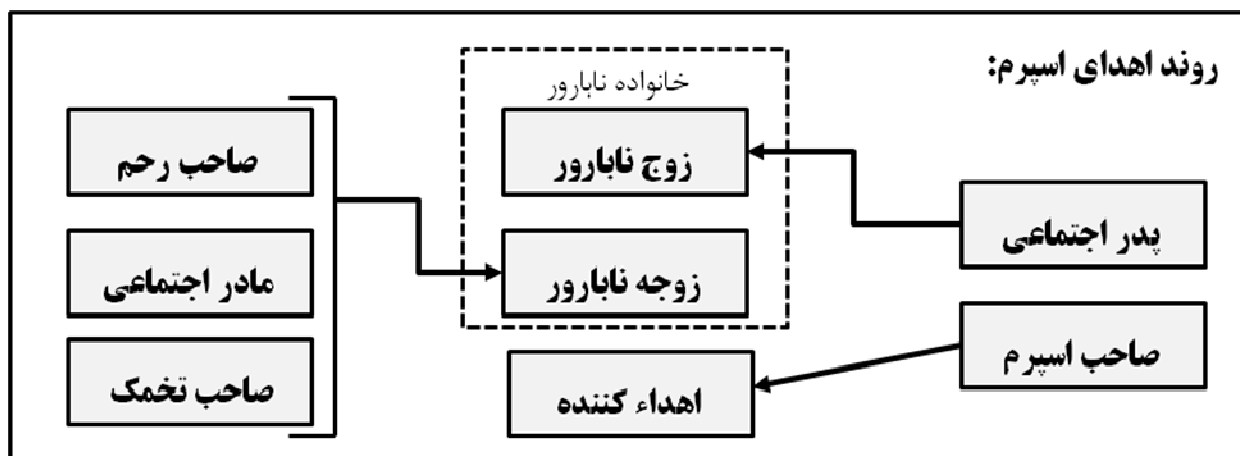 روند اهدای اسپرم:
خانواده نابارور
زوج نابارور
زوجه نابارور
اهداء کننده
پدر اجتماعی
صاحب اسپرم
صاحب رحم
مادر اجتماعی
صاحب تخمک